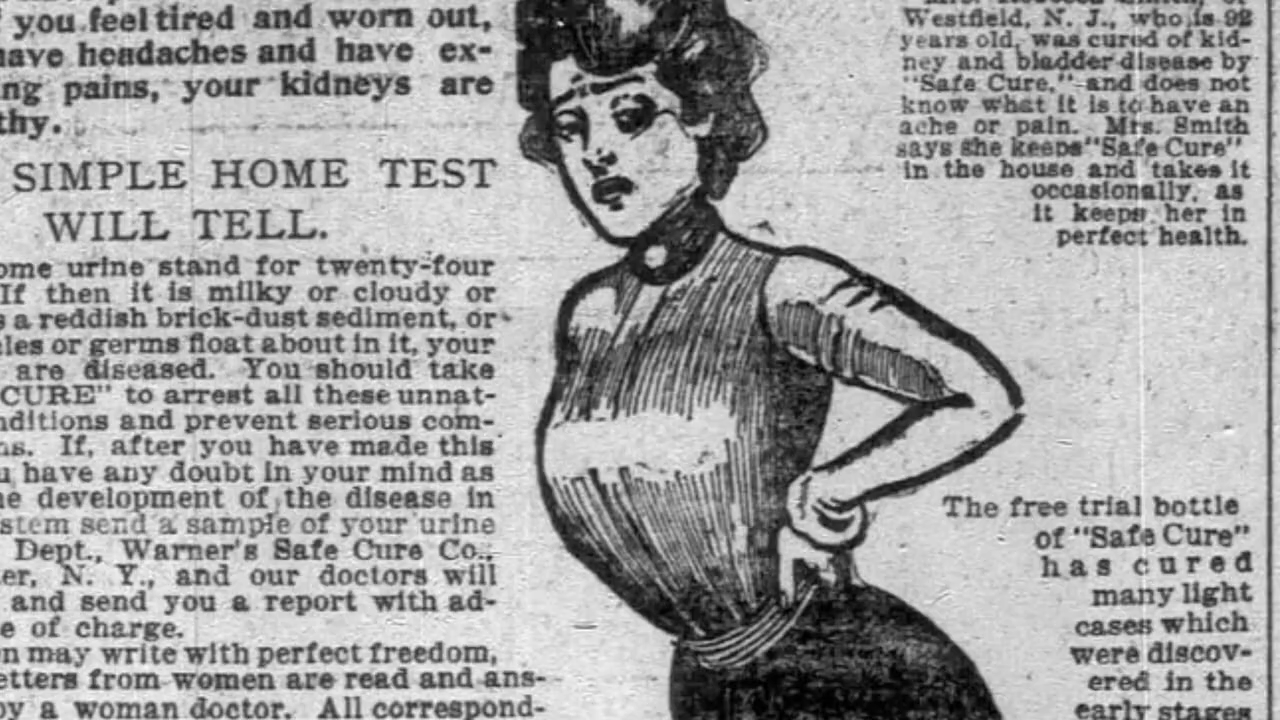 you feel tired and worn out,
have headaches and have ex-
pains, your kidneys are
SIMPLE HOME TEST
WILL TELL.
urine stand for twenty-four
If then it is milky or cloudy or
a reddish brick-dust sediment, or
or germs float about in it, your
are diseased. You should take
CURE" to arrest all these unnat-
and prevent serious com-
If, after you have made this
have any doubt in your mind as
development of the disease in
send a sample of your urine
Dept., Warner's Safe Cure Co.,
N. Y., and our doctors will
and send you a report with ad-
of charge.
may write with perfect freedom,
from women are read and ans-
a woman doctor. All correspond-
Westfield, N. J., who is 92
years old, was cured of kid-
ney and bladder disease by
"Safe Cure," and does not
know what it is to have an
ache or pain. Mrs. Smith
says she keeps "Safe Cure"
in the house and takes it
occasionally, as
it keeps her in
perfect health.
The free trial bottle
of "Safe Cure"
has cured
many light
cases which
were discov-
ered in the
early stages